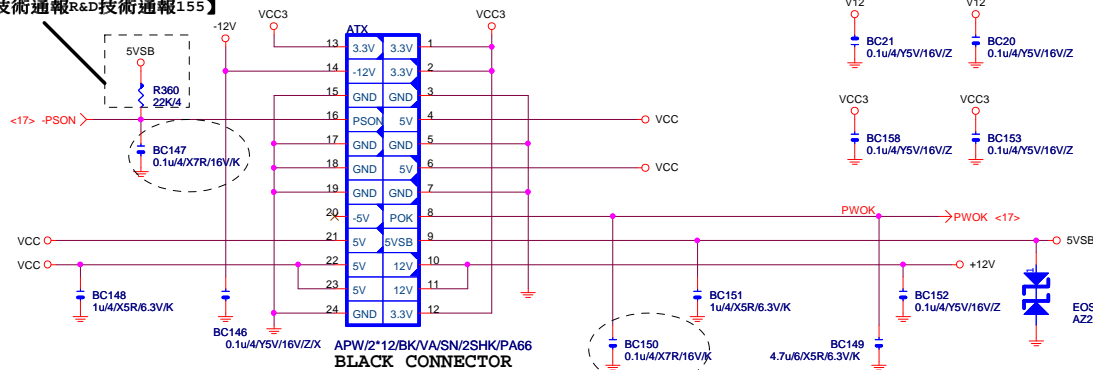 技術通報R&D技術通報155】
5VSB
R360
22K/4
<17> -PSON
BC147
0.1u/4/X7R/16V/K
-12V
VCC3
VCC3
ATX
13 3.3V 3.3V 1
14 -12V 3.3V 2
15 GND GND 3
16 PSON 5V 4
17 GND GND 5
18 GND 5V 6
19 GND GND 7
20 -5V POK 8
21 5V 5VSB 9
22 5V 12V 10
23 5V 12V 11
24 GND 3.3V 12
VCC
VCC
PWOK
PWOK <17>
5VSB
+12V
VCC
VCC
BC148
1u/4/X5R/6.3V/K
BC146
0.1u/4/Y5V/16V/Z/X
APW/2*12/BK/VA/SN/2SHK/PA66
BLACK CONNECTOR
BC150
0.1u/4/X7R/16V/K
BC151
1u/4/X5R/6.3V/K
BC149
4.7u/6/X5R/6.3V/K
BC152
0.1u/4/Y5V/16V/Z
1
EOS
AZ2
V12
BC21
0.1u/4/Y5V/16V/Z
V12
BC20
0.1u/4/Y5V/16V/Z
VCC3
BC158
0.1u/4/Y5V/16V/Z
VCC3
BC153
0.1u/4/Y5V/16V/Z